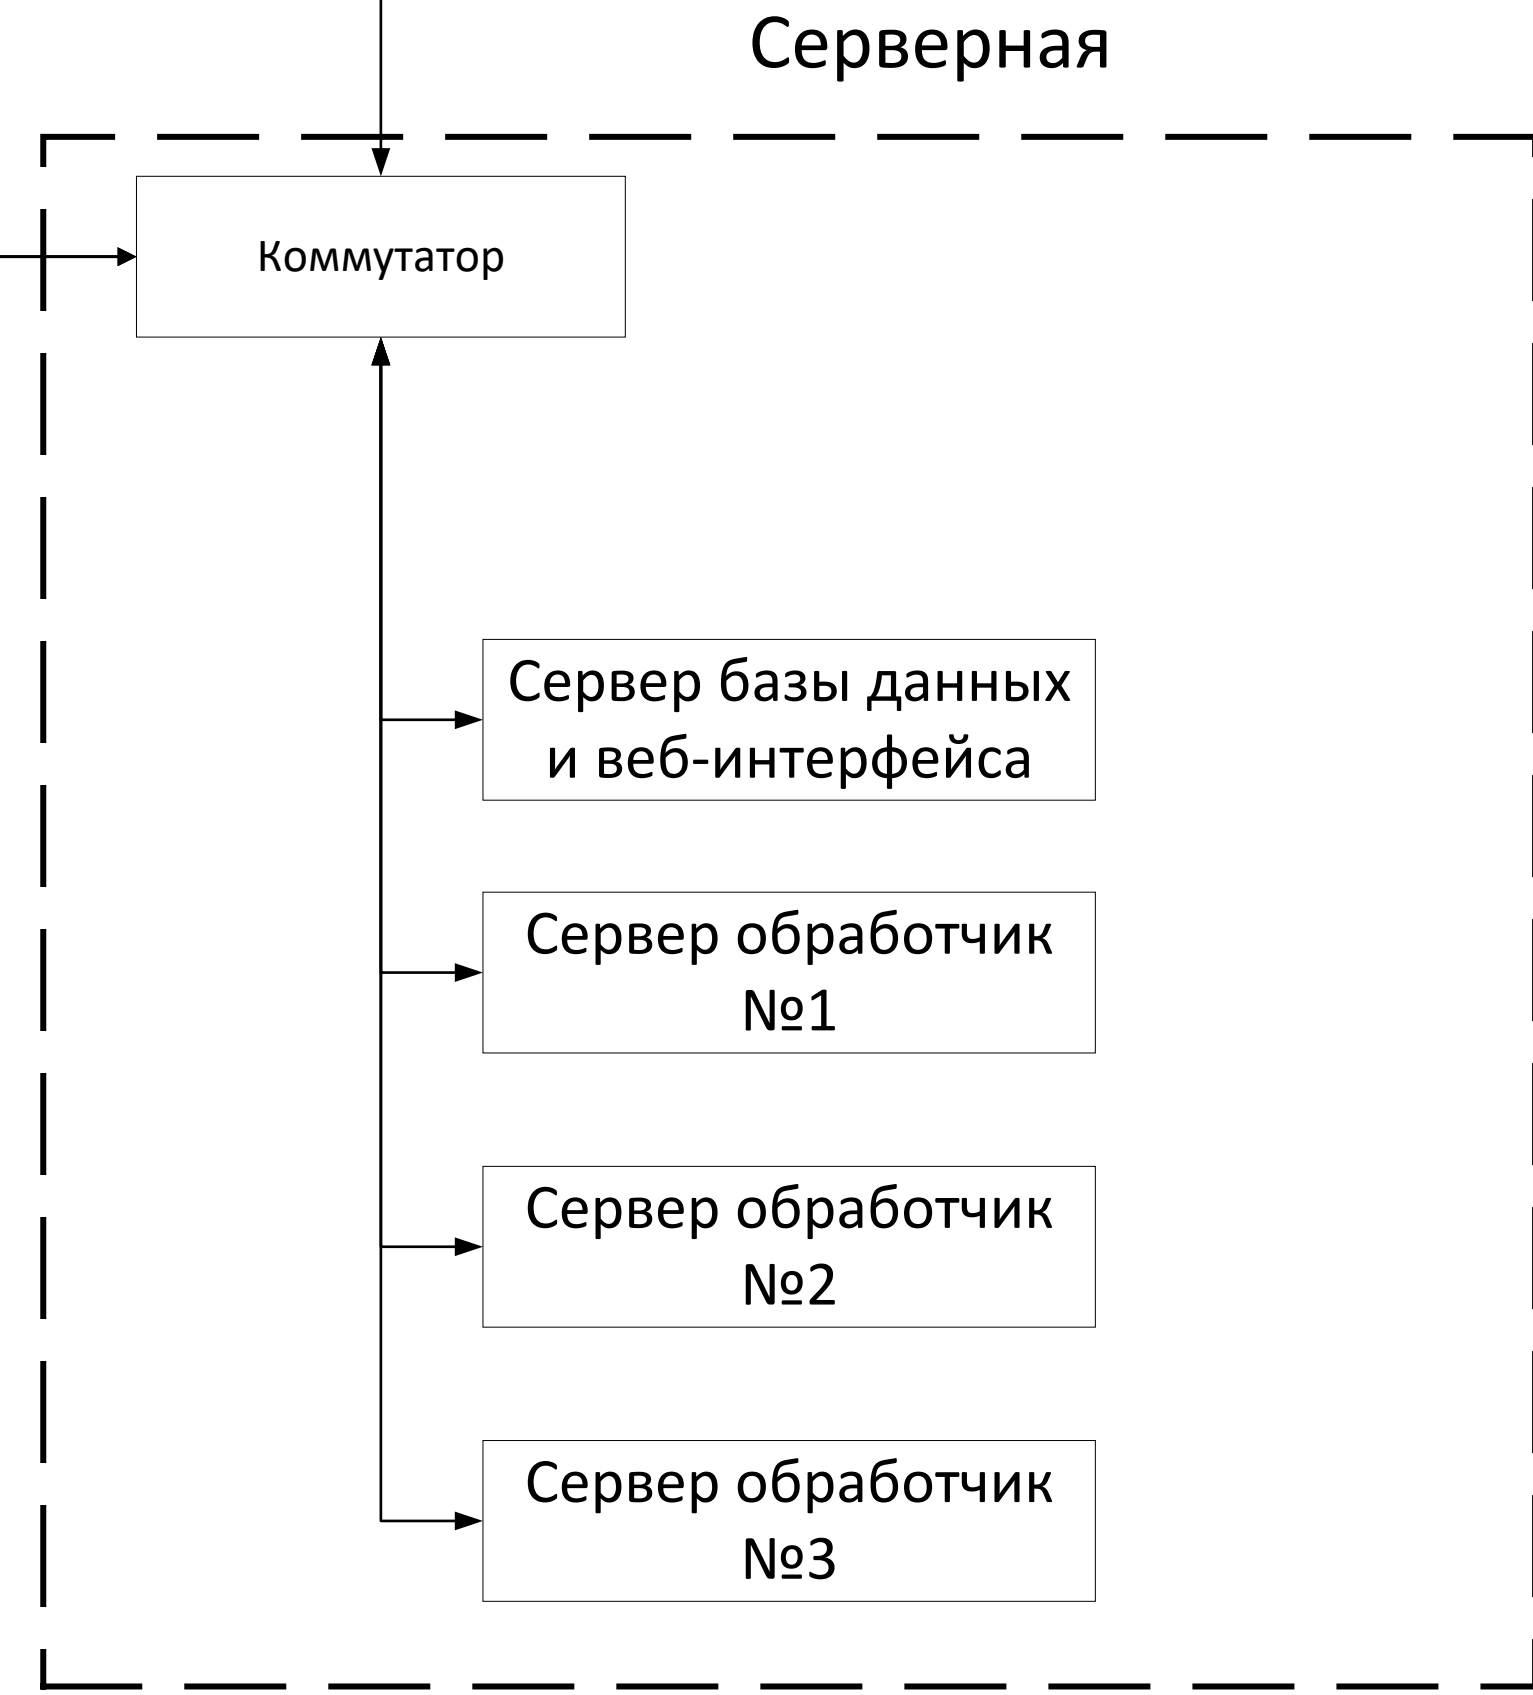 Серверная
Коммутатор
Сервер базы данных
и веб-интерфейса
Сервер обработчик
№1
Сервер обработчик
№2
Сервер обработчик
№3